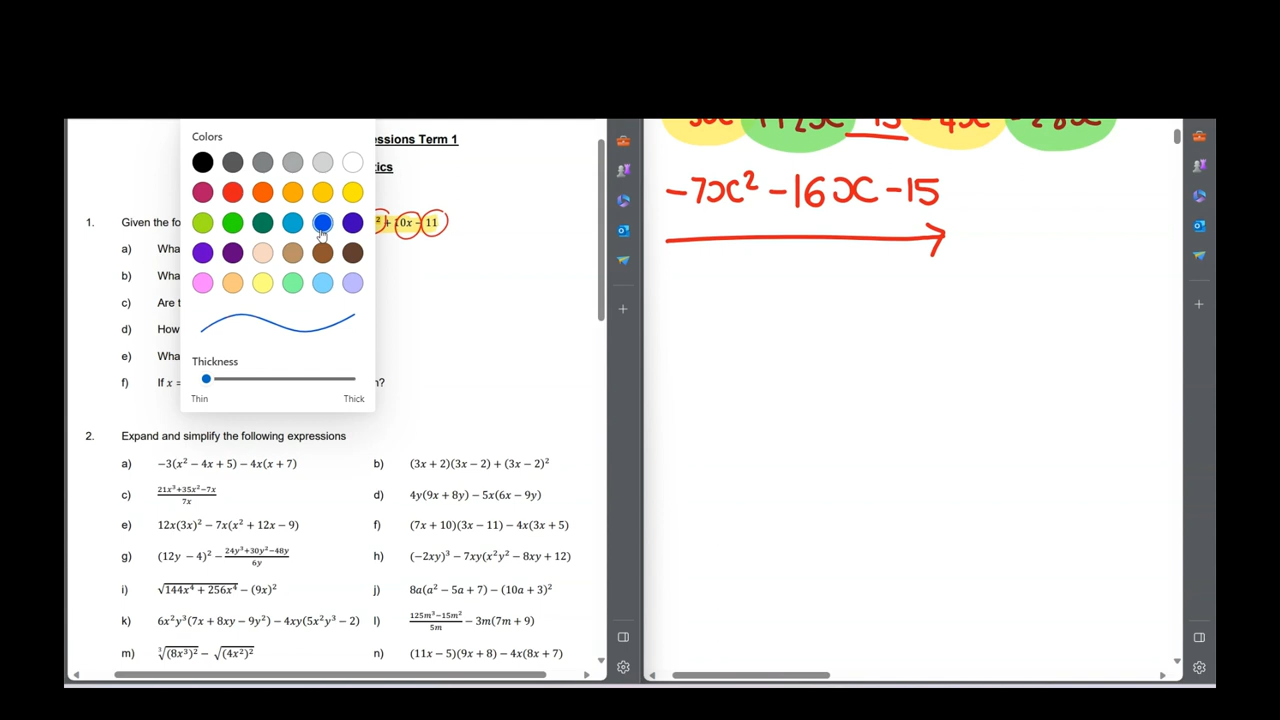 Colors
Thickness
Thin
Thick
essions Term 1
tics
1. Given the fo ² + 10x − 11
a) Wha
b) Wha
c) Are t
d) How
e) Wha
f) If x = n?
2. Expand and simplify the following expressions
a) −3(x² − 4x + 5) − 4x(x + 7) b) (3x + 2)(3x − 2) + (3x − 2)²
c) 21x³+35x²−7x / 7x d) 4y(9x + 8y) − 5x(6x − 9y)
e) 12x(3x)² − 7x(x² + 12x − 9) f) (7x + 10)(3x − 11) − 4x(3x + 5)
g) (12y − 4)² − 24y³+30y²−48y / 6y h) (−2xy)³ − 7xy(x²y² − 8xy + 12)
i) √144x⁴ + 256x⁴ − (9x)² j) 8a(a² − 5a + 7) − (10a + 3)²
k) 6x²y³(7x + 8xy − 9y²) − 4xy(5x²y³ − 2) l) 125m³−15m² / 5m − 3m(7m + 9)
m) ∛(8x³)² − √(4x²)² n) (11x − 5)(9x + 8) − 4x(8x + 7)
−7x² −16x −15